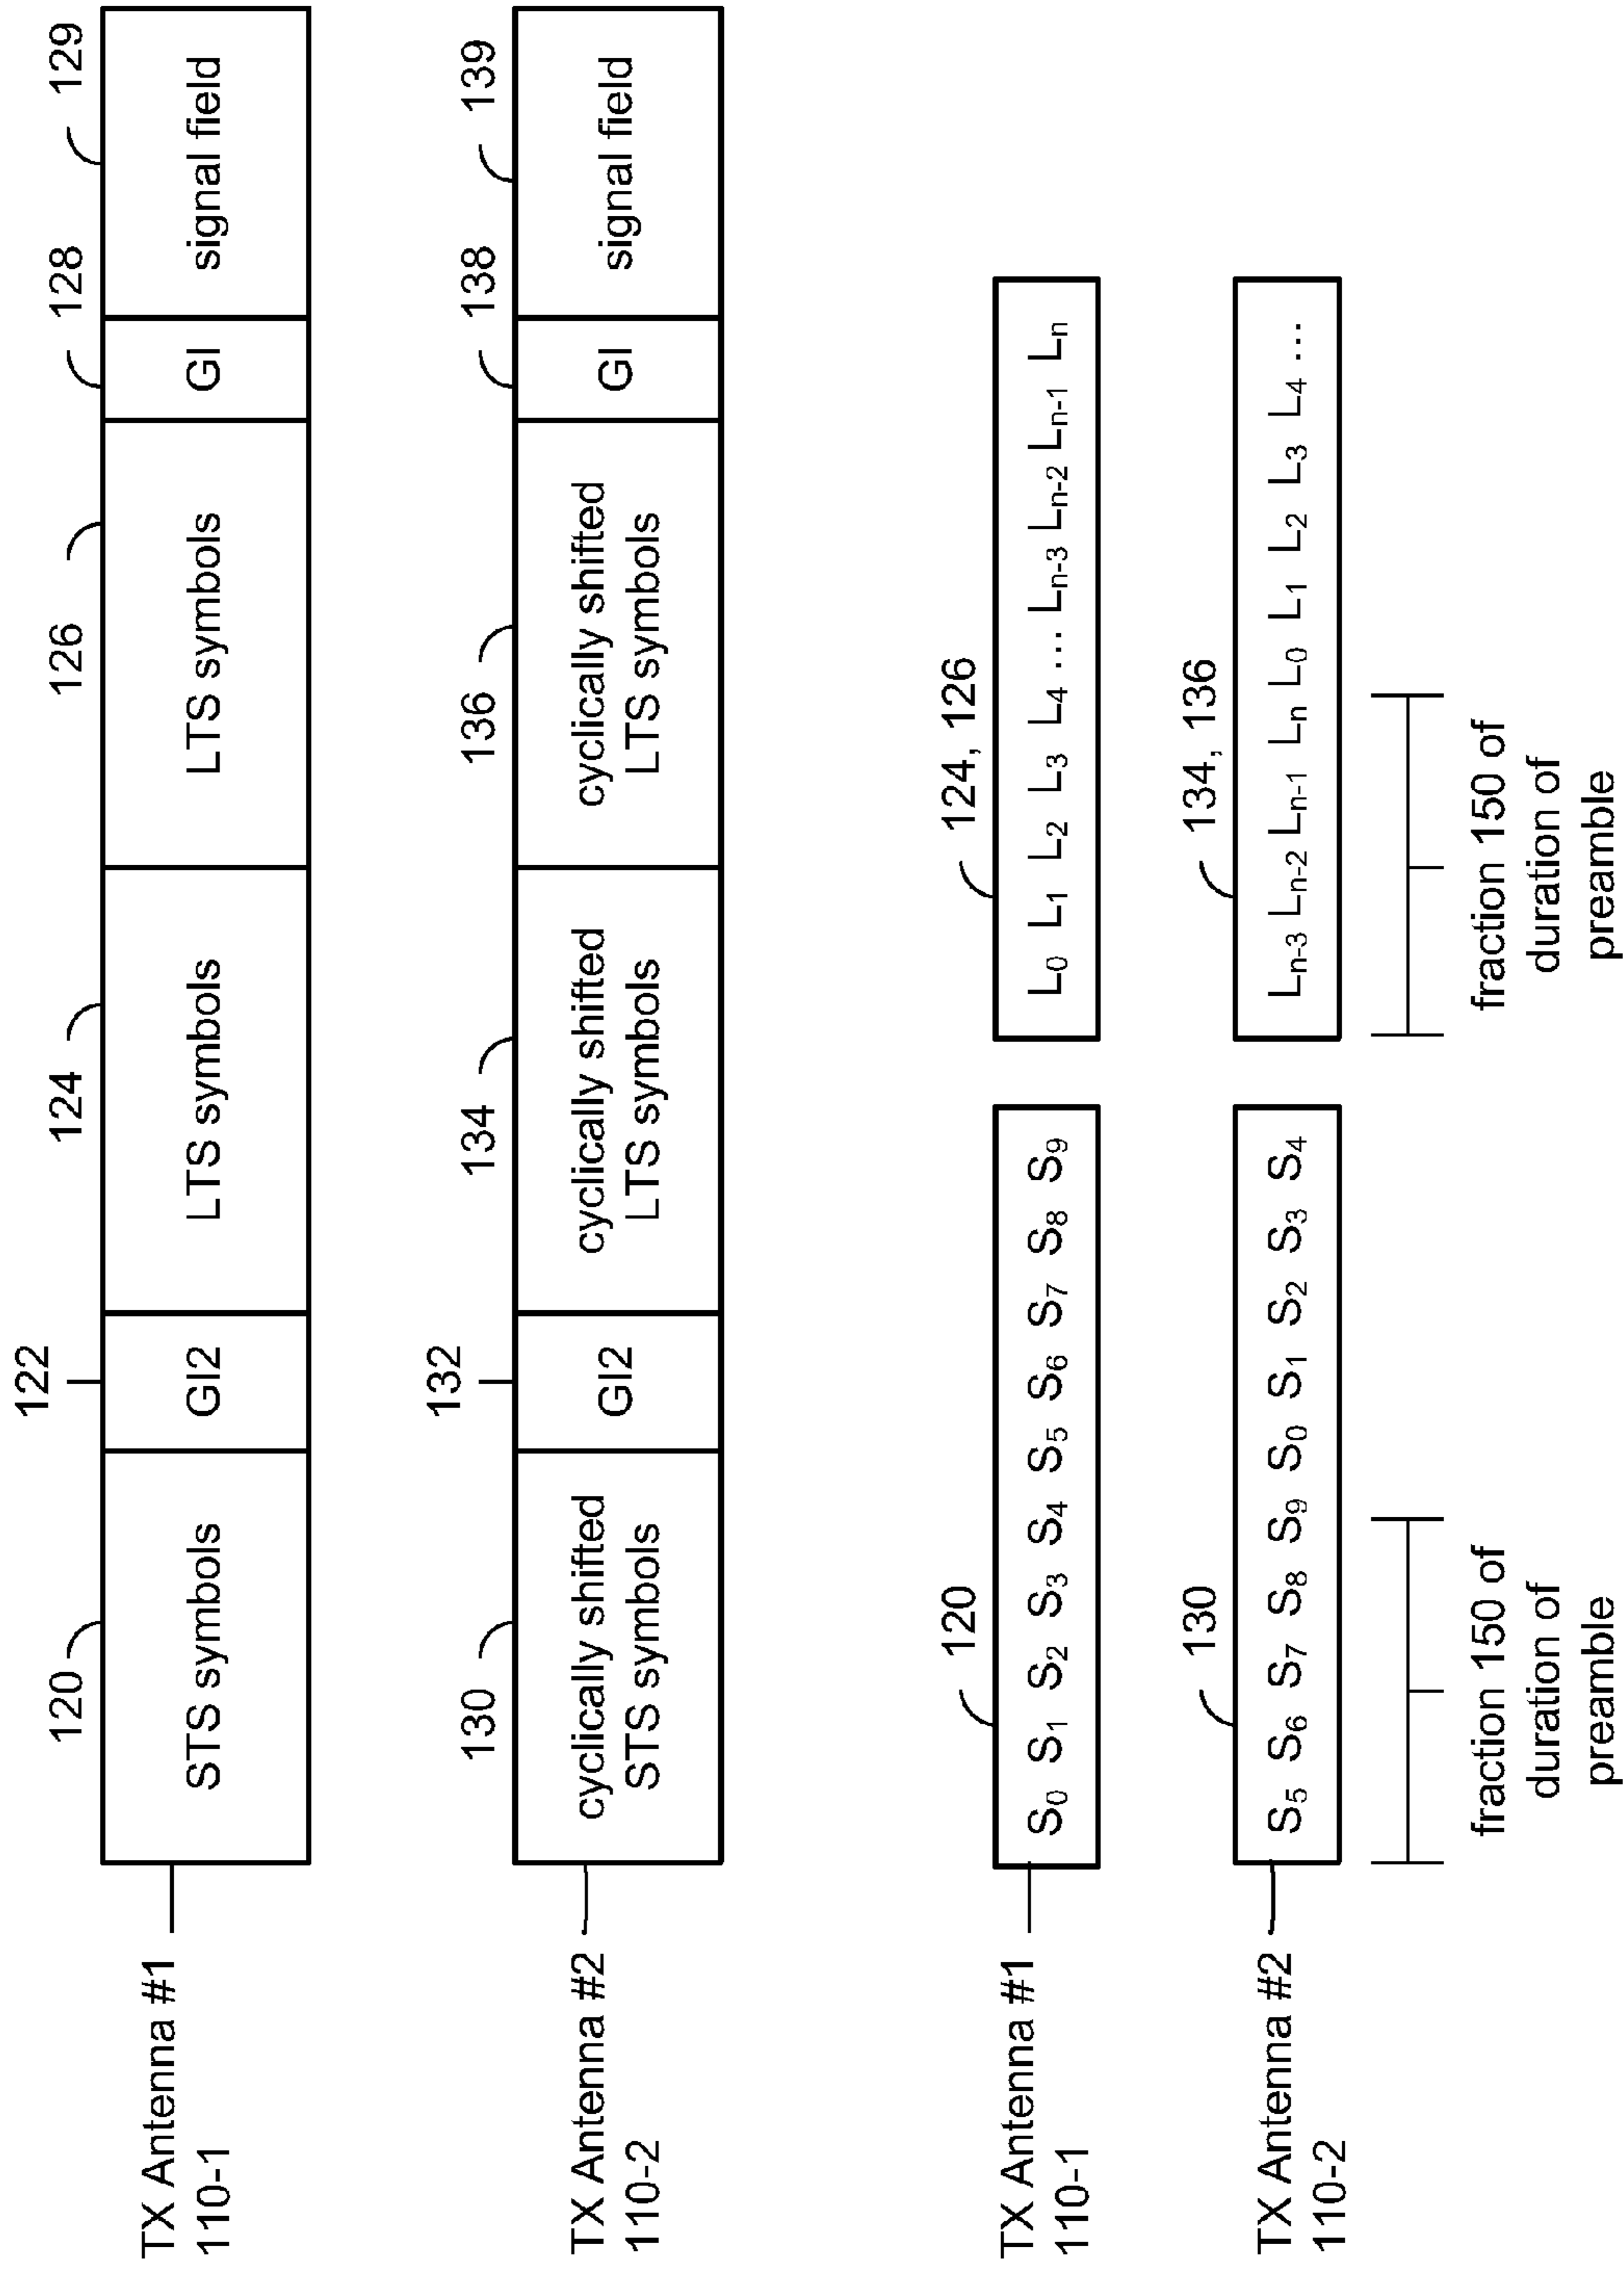 122
120 124 126 128 129
TX Antenna #1
110-1
STS symbols GI2 LTS symbols LTS symbols GI signal field
132
130 134 136 138 139
TX Antenna #2
110-2
cyclically shifted
STS symbols
GI2
cyclically shifted
LTS symbols
cyclically shifted
LTS symbols
GI
signal field
120 124, 126
TX Antenna #1
110-1
S0 S1 S2 S3 S4 S5 S6 S7 S8 S9
L0 L1 L2 L3 L4 ... Ln-3 Ln-2 Ln-1 Ln
130 134, 136
TX Antenna #2
110-2
S5 S6 S7 S8 S9 S0 S1 S2 S3 S4
Ln-3 Ln-2 Ln-1 Ln L0 L1 L2 L3 L4 ...
fraction 150 of
duration of
preamble
fraction 150 of
duration of
preamble